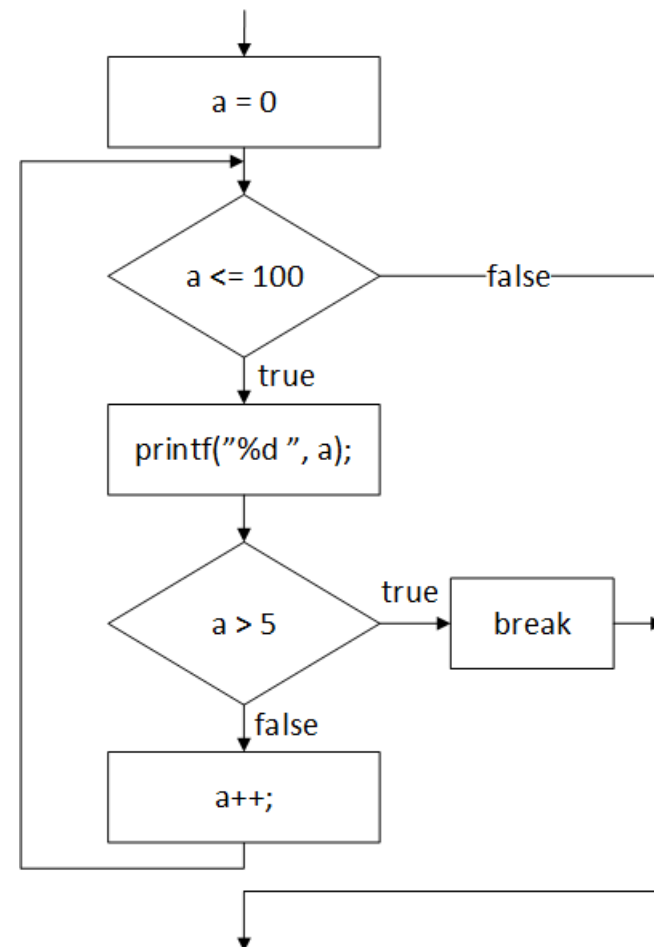 a = 0
a <= 100
false
true
printf(”%d ”, a);
a > 5
true
break
false
a++;